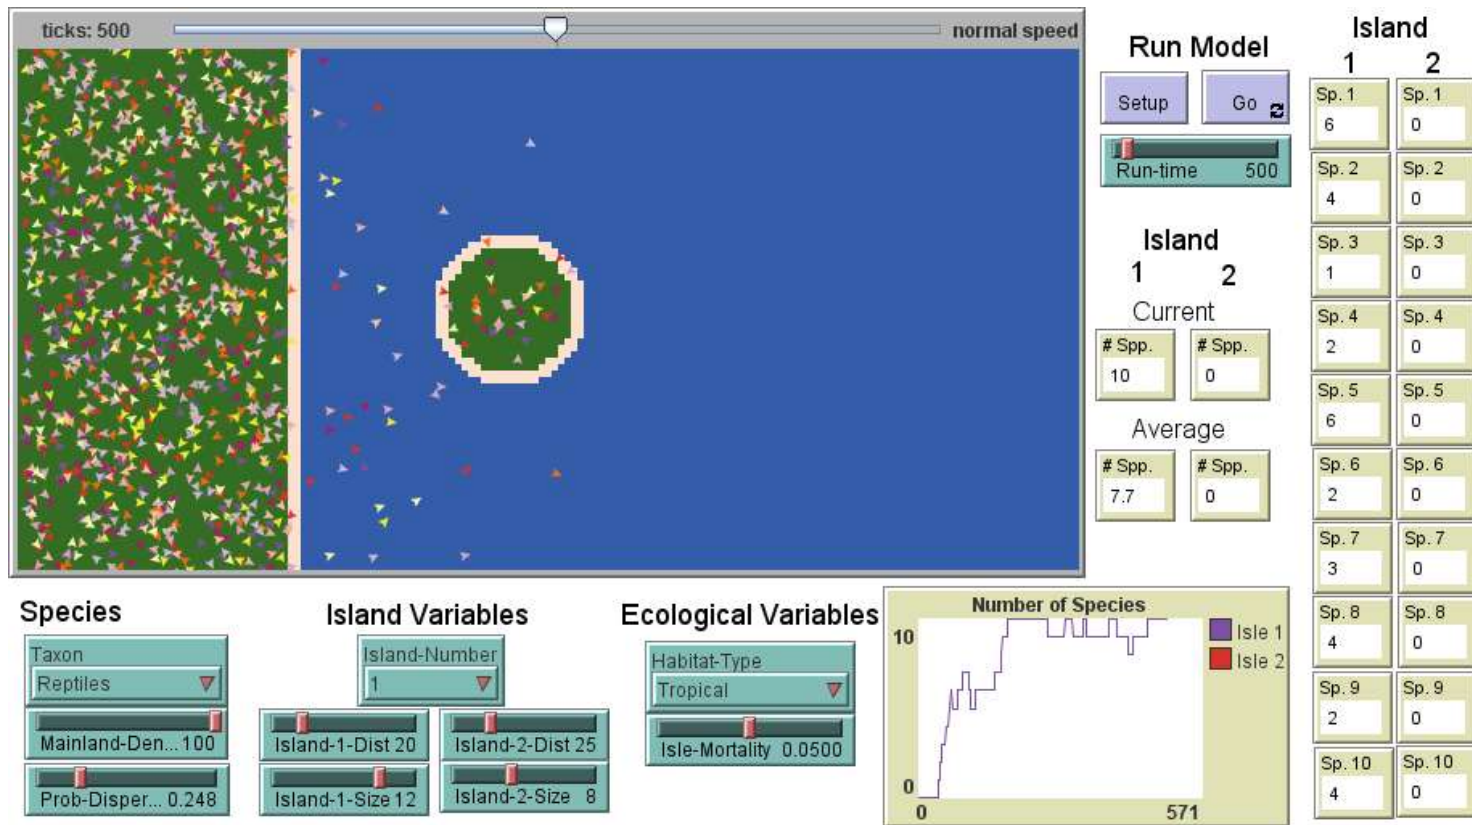 ticks: 500
normal speed
Run Model
Setup
Go
Run-time 500
Island
1 2
Current
# Spp.
10
# Spp.
0
Average
# Spp.
7.7
# Spp.
0
Island
1 2
Sp. 1
6
Sp. 1
0
Sp. 2
4
Sp. 2
0
Sp. 3
1
Sp. 3
0
Sp. 4
2
Sp. 4
0
Sp. 5
6
Sp. 5
0
Sp. 6
2
Sp. 6
0
Sp. 7
3
Sp. 7
0
Sp. 8
4
Sp. 8
0
Sp. 9
2
Sp. 9
0
Sp. 10
4
Sp. 10
0
Species
Taxon
Reptiles
Mainland-Den... 100
Prob-Disper... 0.248
Island Variables
Island-Number
1
Island-1-Dist 20
Island-2-Dist 25
Island-1-Size 12
Island-2-Size 8
Ecological Variables
Habitat-Type
Tropical
Isle-Mortality 0.0500
Number of Species
10
0
0 571
Isle 1
Isle 2